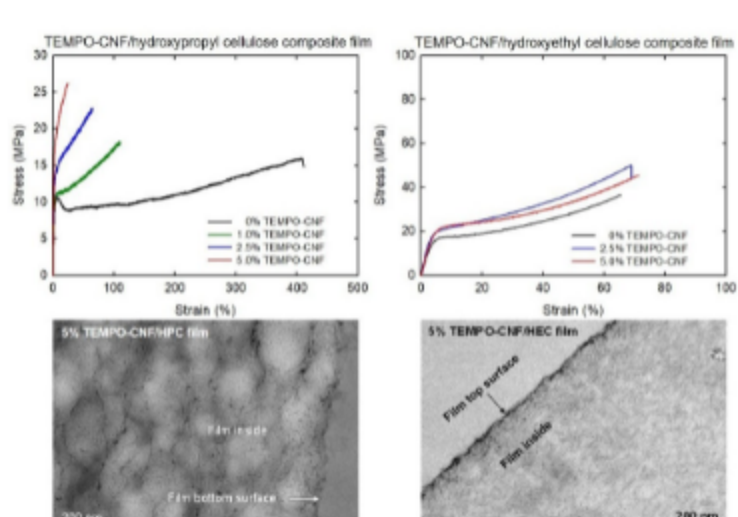 TEMPO-CNF/hydroxypropyl cellulose composite film
30
25
20
15
10
5
0
Stress (MPa)
0% TEMPO-CNF
1.0% TEMPO-CNF
2.5% TEMPO-CNF
5.0% TEMPO-CNF
0 100 200 300 400 500
Strain (%)
TEMPO-CNF/hydroxyethyl cellulose composite film
100
80
60
40
20
0
Stress (MPa)
0% TEMPO-CNF
2.5% TEMPO-CNF
5.0% TEMPO-CNF
0 20 40 60 80 100
Strain (%)
5% TEMPO-CNF/HPC film
Film inside
Film bottom surface
200 nm
5% TEMPO-CNF/HEC film
Film top surface
Film inside
200 nm